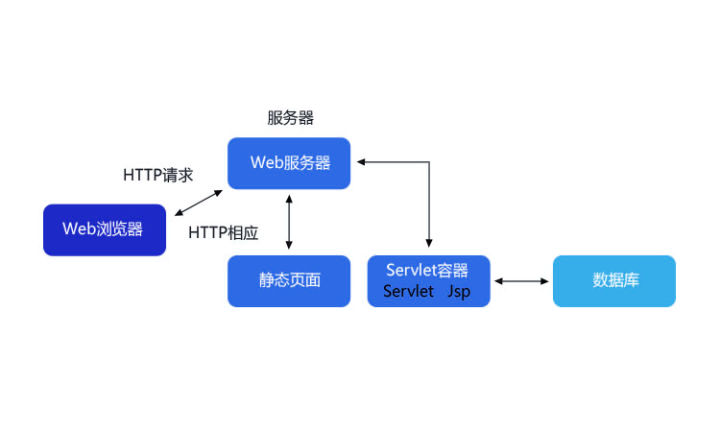 服务器
Web服务器
HTTP请求
Web浏览器
HTTP相应
静态页面
Servlet容器
Servlet Jsp
数据库